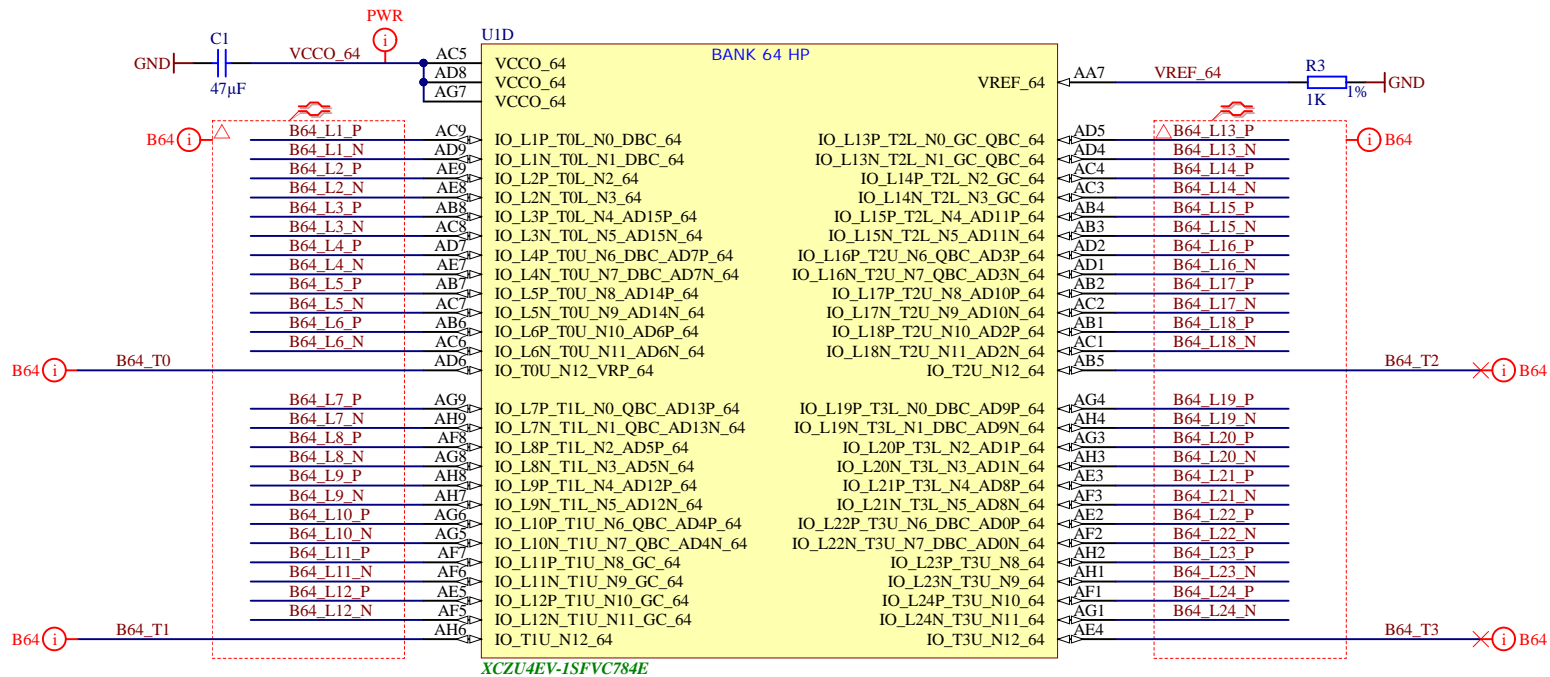 PWR
C1
GND
VCCO_64
47µF
U1D
BANK 64 HP
AC5 VCCO_64
AD8 VCCO_64
AG7 VCCO_64
VREF_64 AA7 VREF_64
R3
1K
1%
GND
B64
B64_L1_P AC9 IO_L1P_T0L_N0_DBC_64
B64_L1_N AD9 IO_L1N_T0L_N1_DBC_64
B64_L2_P AE9 IO_L2P_T0L_N2_64
B64_L2_N AE8 IO_L2N_T0L_N3_64
B64_L3_P AB8 IO_L3P_T0L_N4_AD15P_64
B64_L3_N AC8 IO_L3N_T0L_N5_AD15N_64
B64_L4_P AD7 IO_L4P_T0U_N6_DBC_AD7P_64
B64_L4_N AE7 IO_L4N_T0U_N7_DBC_AD7N_64
B64_L5_P AB7 IO_L5P_T0U_N8_AD14P_64
B64_L5_N AC7 IO_L5N_T0U_N9_AD14N_64
B64_L6_P AB6 IO_L6P_T0U_N10_AD6P_64
B64_L6_N AC6 IO_L6N_T0U_N11_AD6N_64
B64 B64_T0 AD6 IO_T0U_N12_VRP_64
B64_L7_P AG9 IO_L7P_T1L_N0_QBC_AD13P_64
B64_L7_N AH9 IO_L7N_T1L_N1_QBC_AD13N_64
B64_L8_P AF8 IO_L8P_T1L_N2_AD5P_64
B64_L8_N AG8 IO_L8N_T1L_N3_AD5N_64
B64_L9_P AH8 IO_L9P_T1L_N4_AD12P_64
B64_L9_N AH7 IO_L9N_T1L_N5_AD12N_64
B64_L10_P AG6 IO_L10P_T1U_N6_QBC_AD4P_64
B64_L10_N AG5 IO_L10N_T1U_N7_QBC_AD4N_64
B64_L11_P AF7 IO_L11P_T1U_N8_GC_64
B64_L11_N AF6 IO_L11N_T1U_N9_GC_64
B64_L12_P AE5 IO_L12P_T1U_N10_GC_64
B64_L12_N AF5 IO_L12N_T1U_N11_GC_64
B64 B64_T1 AH6 IO_T1U_N12_64
IO_L13P_T2L_N0_GC_QBC_64 AD5 B64_L13_P
B64
IO_L13N_T2L_N1_GC_QBC_64 AD4 B64_L13_N
IO_L14P_T2L_N2_GC_64 AC4 B64_L14_P
IO_L14N_T2L_N3_GC_64 AC3 B64_L14_N
IO_L15P_T2L_N4_AD11P_64 AB4 B64_L15_P
IO_L15N_T2L_N5_AD11N_64 AB3 B64_L15_N
IO_L16P_T2U_N6_QBC_AD3P_64 AD2 B64_L16_P
IO_L16N_T2U_N7_QBC_AD3N_64 AD1 B64_L16_N
IO_L17P_T2U_N8_AD10P_64 AB2 B64_L17_P
IO_L17N_T2U_N9_AD10N_64 AC2 B64_L17_N
IO_L18P_T2U_N10_AD2P_64 AB1 B64_L18_P
IO_L18N_T2U_N11_AD2N_64 AC1 B64_L18_N
IO_T2U_N12_64 AB5 B64_T2 B64
IO_L19P_T3L_N0_DBC_AD9P_64 AG4 B64_L19_P
IO_L19N_T3L_N1_DBC_AD9N_64 AH4 B64_L19_N
IO_L20P_T3L_N2_AD1P_64 AG3 B64_L20_P
IO_L20N_T3L_N3_AD1N_64 AH3 B64_L20_N
IO_L21P_T3L_N4_AD8P_64 AE3 B64_L21_P
IO_L21N_T3L_N5_AD8N_64 AF3 B64_L21_N
IO_L22P_T3U_N6_DBC_AD0P_64 AE2 B64_L22_P
IO_L22N_T3U_N7_DBC_AD0N_64 AF2 B64_L22_N
IO_L23P_T3U_N8_64 AH2 B64_L23_P
IO_L23N_T3U_N9_64 AH1 B64_L23_N
IO_L24P_T3U_N10_64 AF1 B64_L24_P
IO_L24N_T3U_N11_64 AG1 B64_L24_N
IO_T3U_N12_64 AE4 B64_T3 B64
XCZU4EV-1SFVC784E